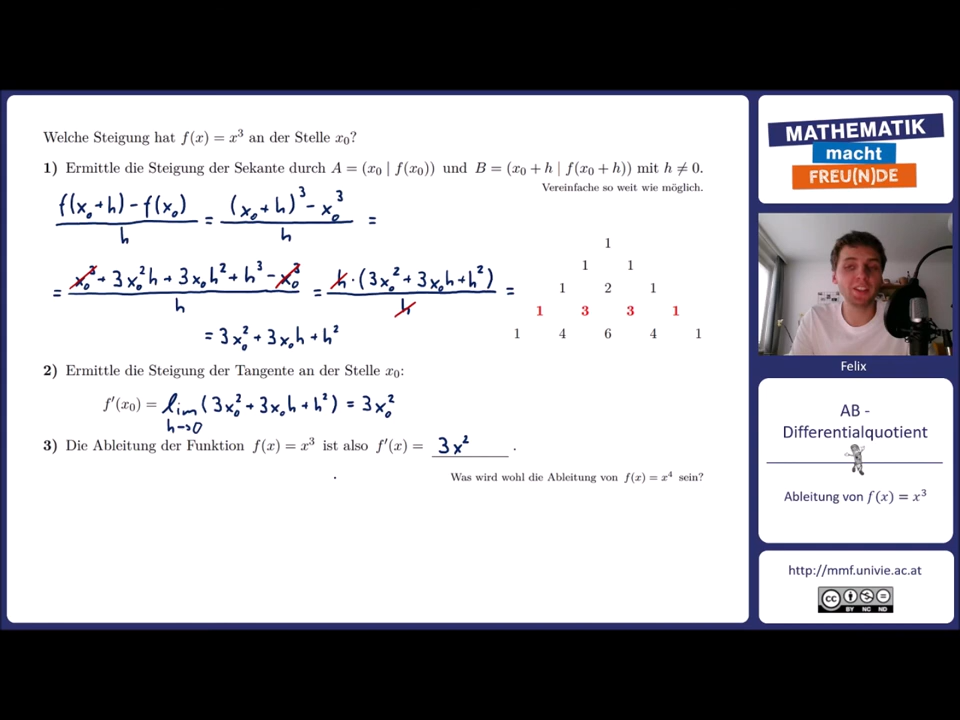 Welche Steigung hat f(x) = x³ an der Stelle x₀?
1) Ermittle die Steigung der Sekante durch A = (x₀ | f(x₀)) und B = (x₀ + h | f(x₀ + h)) mit h ≠ 0.
Vereinfache so weit wie möglich.
(f(x₀+h) - f(x₀))/h = ((x₀+h)³ - x₀³)/h =
= (x₀³ + 3x₀²h + 3x₀h² + h³ - x₀³)/h = (h·(3x₀² + 3x₀h + h²))/h =
= 3x₀² + 3x₀h + h²
1
1 1
1 2 1
1 3 3 1
1 4 6 4 1
2) Ermittle die Steigung der Tangente an der Stelle x₀:
f'(x₀) = lim h→0 (3x₀² + 3x₀h + h²) = 3x₀²
3) Die Ableitung der Funktion f(x) = x³ ist also f'(x) = 3x² .
Was wird wohl die Ableitung von f(x) = x⁴ sein?
MATHEMATIK
macht
FREU(N)DE
Felix
AB -
Differentialquotient
Ableitung von f(x) = x³
http://mmf.univie.ac.at
cc
BY NC ND